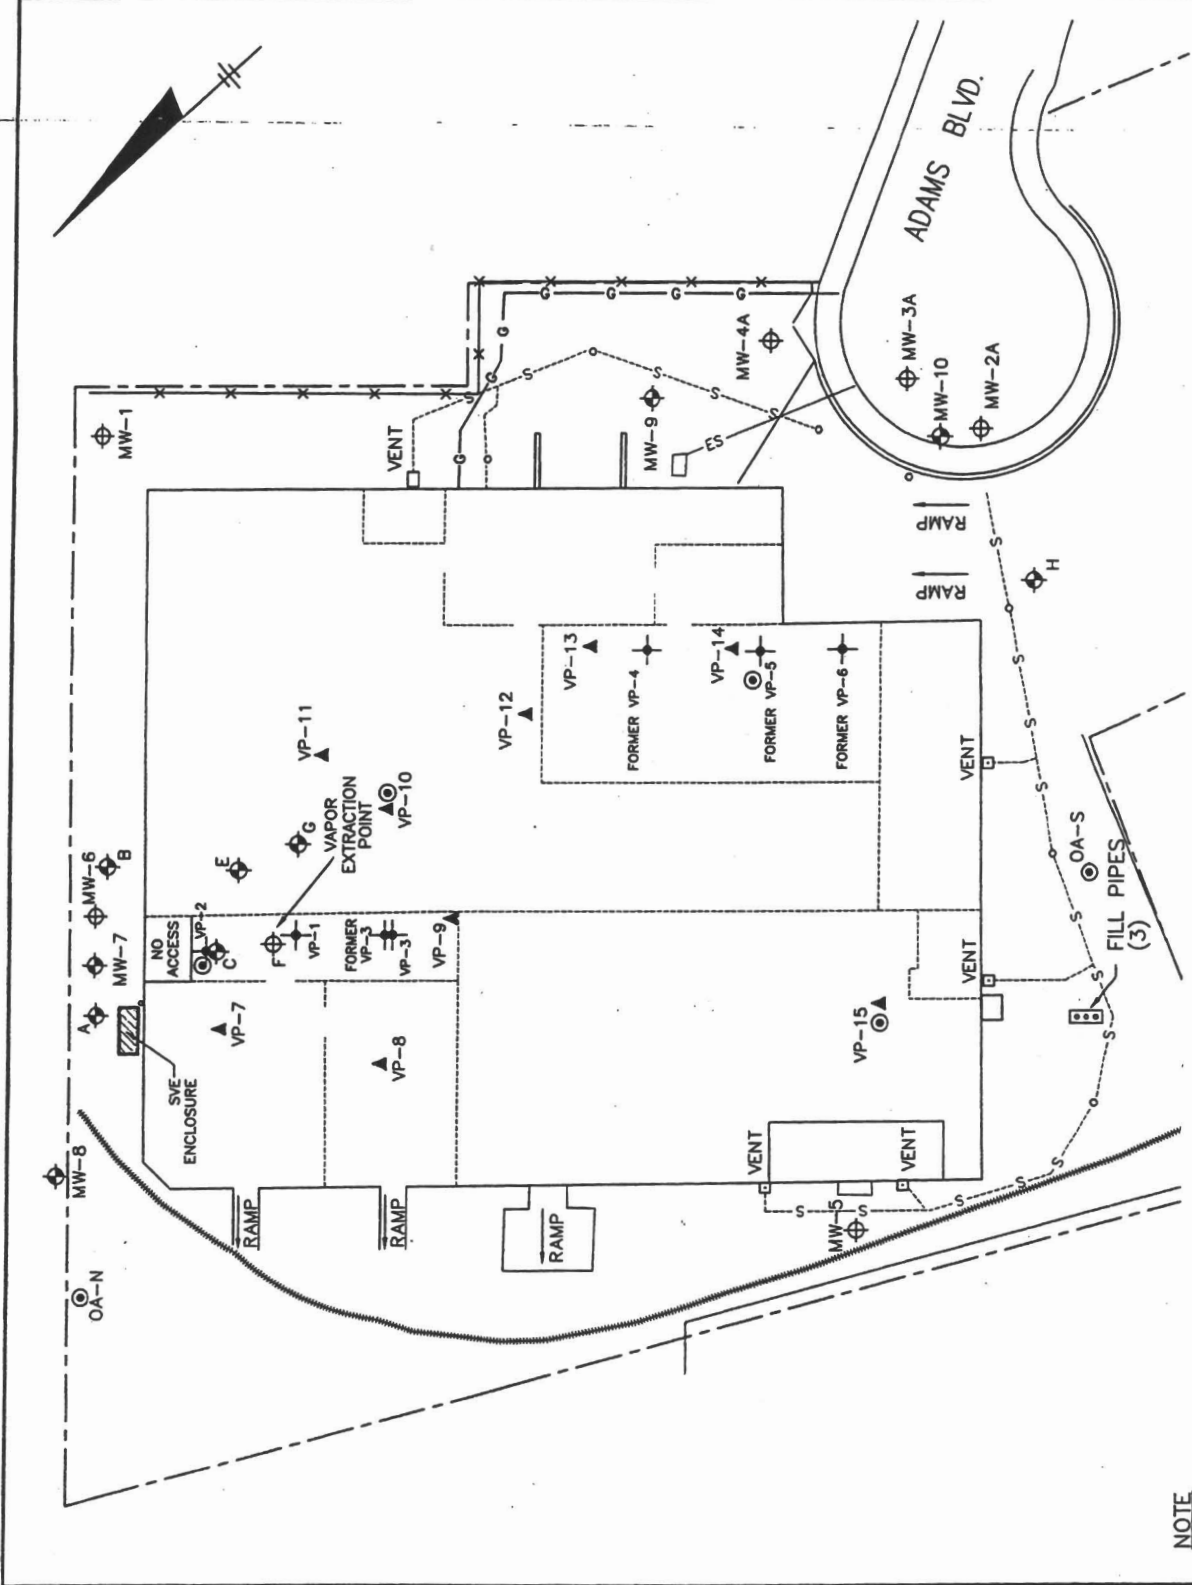 ADAMS BLVD.
MW-1
VENT
MW-4A
MW-3A
MW-10
MW-2A
MW-9
ES
G
G
G
G
G
G
G
S
S
S
S
S
RAMP
RAMP
H
VP-13
VP-14
FORMER VP-4
FORMER VP-5
FORMER VP-6
VP-12
VP-11
VP-10
VAPOR
EXTRACTION
POINT
G
E
B
MW-6
MW-7
A
NO
ACCESS
VP-2
C
F
VP-1
FORMER
VP-3
VP-3
VP-9
VP-7
VP-8
VP-15
SVE
ENCLOSURE
VENT
VENT
S
S
S
S
S
S
S
OA-S
FILL PIPES
(3)
VENT
VENT
MW-8
OA-N
RAMP
RAMP
RAMP
MW-5
S
S
S
S
S
NOTE